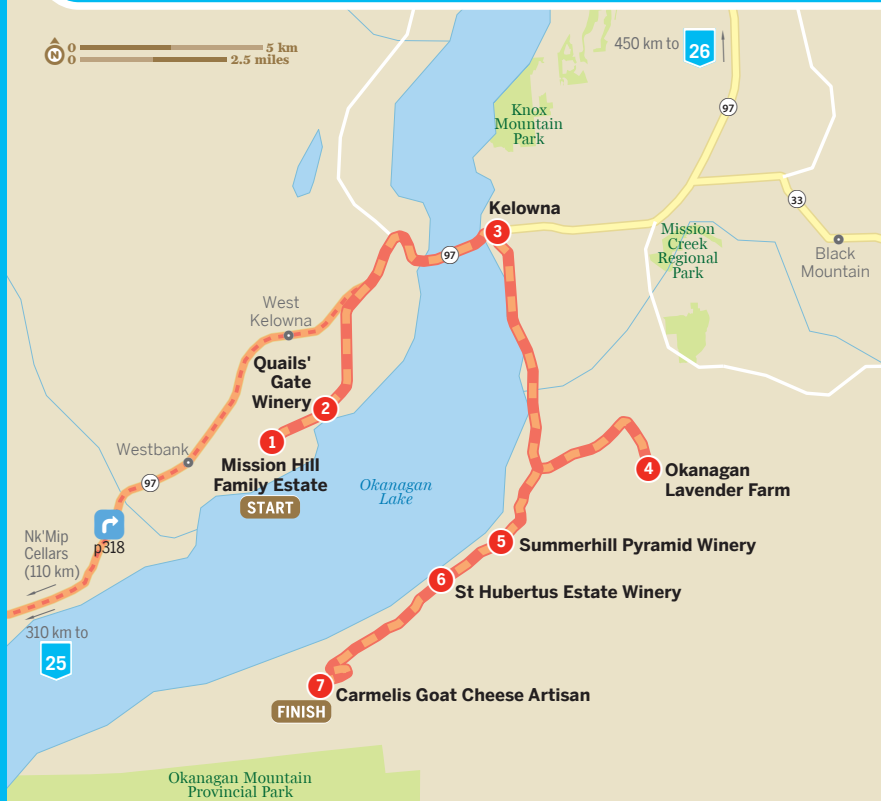 0 5 km
N
0 2.5 miles
450 km to
26
97
Knox
Mountain
Park
Kelowna
3
33
Mission
Creek
Regional
Park
Black
Mountain
97
West
Kelowna
Quails'
Gate
Winery
2
1
Mission Hill
Family Estate
START
Westbank
97
Okanagan
Lake
4
Okanagan
Lavender Farm
p318
Nk'Mip
Cellars
(110 km)
5
Summerhill Pyramid Winery
6
St Hubertus Estate Winery
310 km to
25
7
Carmelis Goat Cheese Artisan
FINISH
Okanagan Mountain
Provincial Park